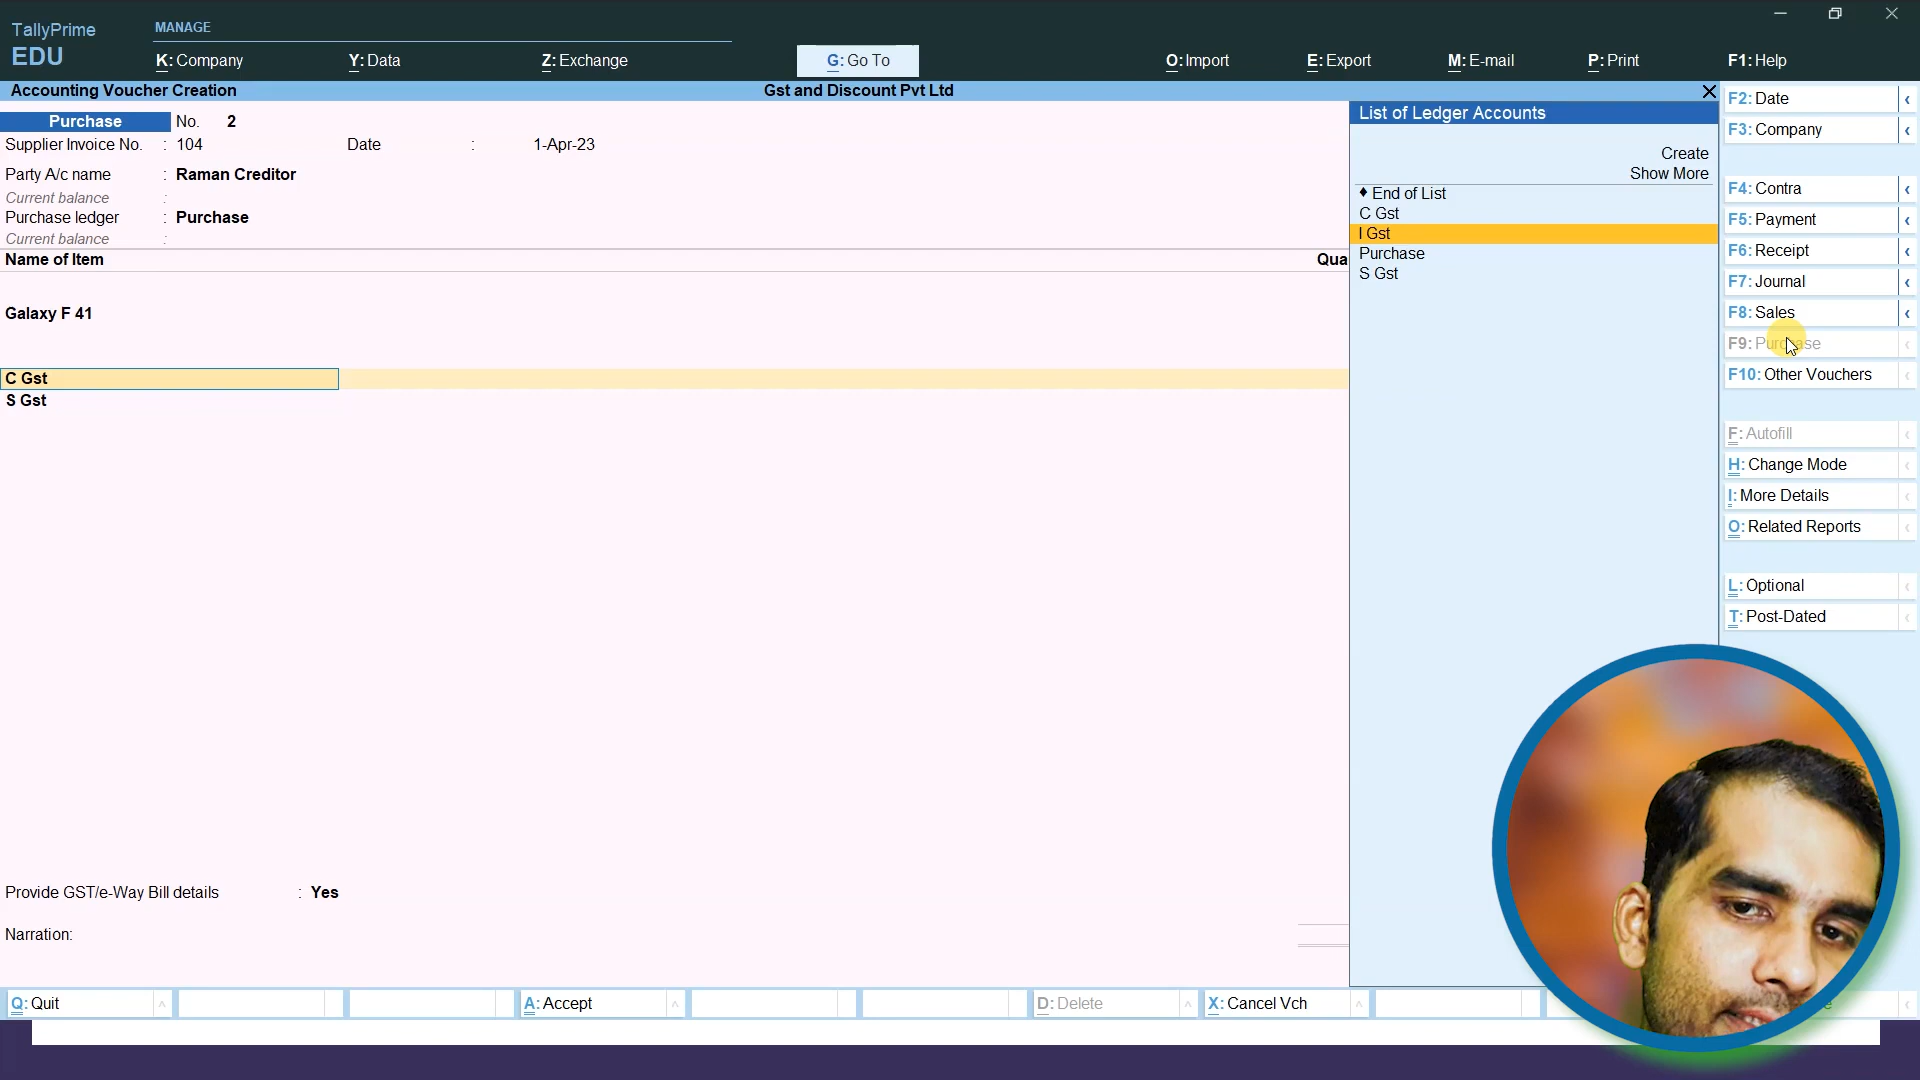 TallyPrime
EDU
MANAGE
K: Company
Y: Data
Z: Exchange
G: Go To
O: Import
E: Export
M: E-mail
P: Print
F1: Help
Accounting Voucher Creation
Gst and Discount Pvt Ltd
Purchase No. 2
Supplier Invoice No. : 104 Date : 1-Apr-23
Party A/c name : Raman Creditor
Current balance :
Purchase ledger : Purchase
Current balance :
Name of Item Qua
Galaxy F 41
C Gst
S Gst
Provide GST/e-Way Bill details : Yes
Narration:
List of Ledger Accounts
Create
Show More
♦ End of List
C Gst
I Gst
Purchase
S Gst
F2: Date
F3: Company
F4: Contra
F5: Payment
F6: Receipt
F7: Journal
F8: Sales
F9: Purchase
F10: Other Vouchers
F: Autofill
H: Change Mode
I: More Details
O: Related Reports
L: Optional
T: Post-Dated
Q: Quit
A: Accept
D: Delete
X: Cancel Vch